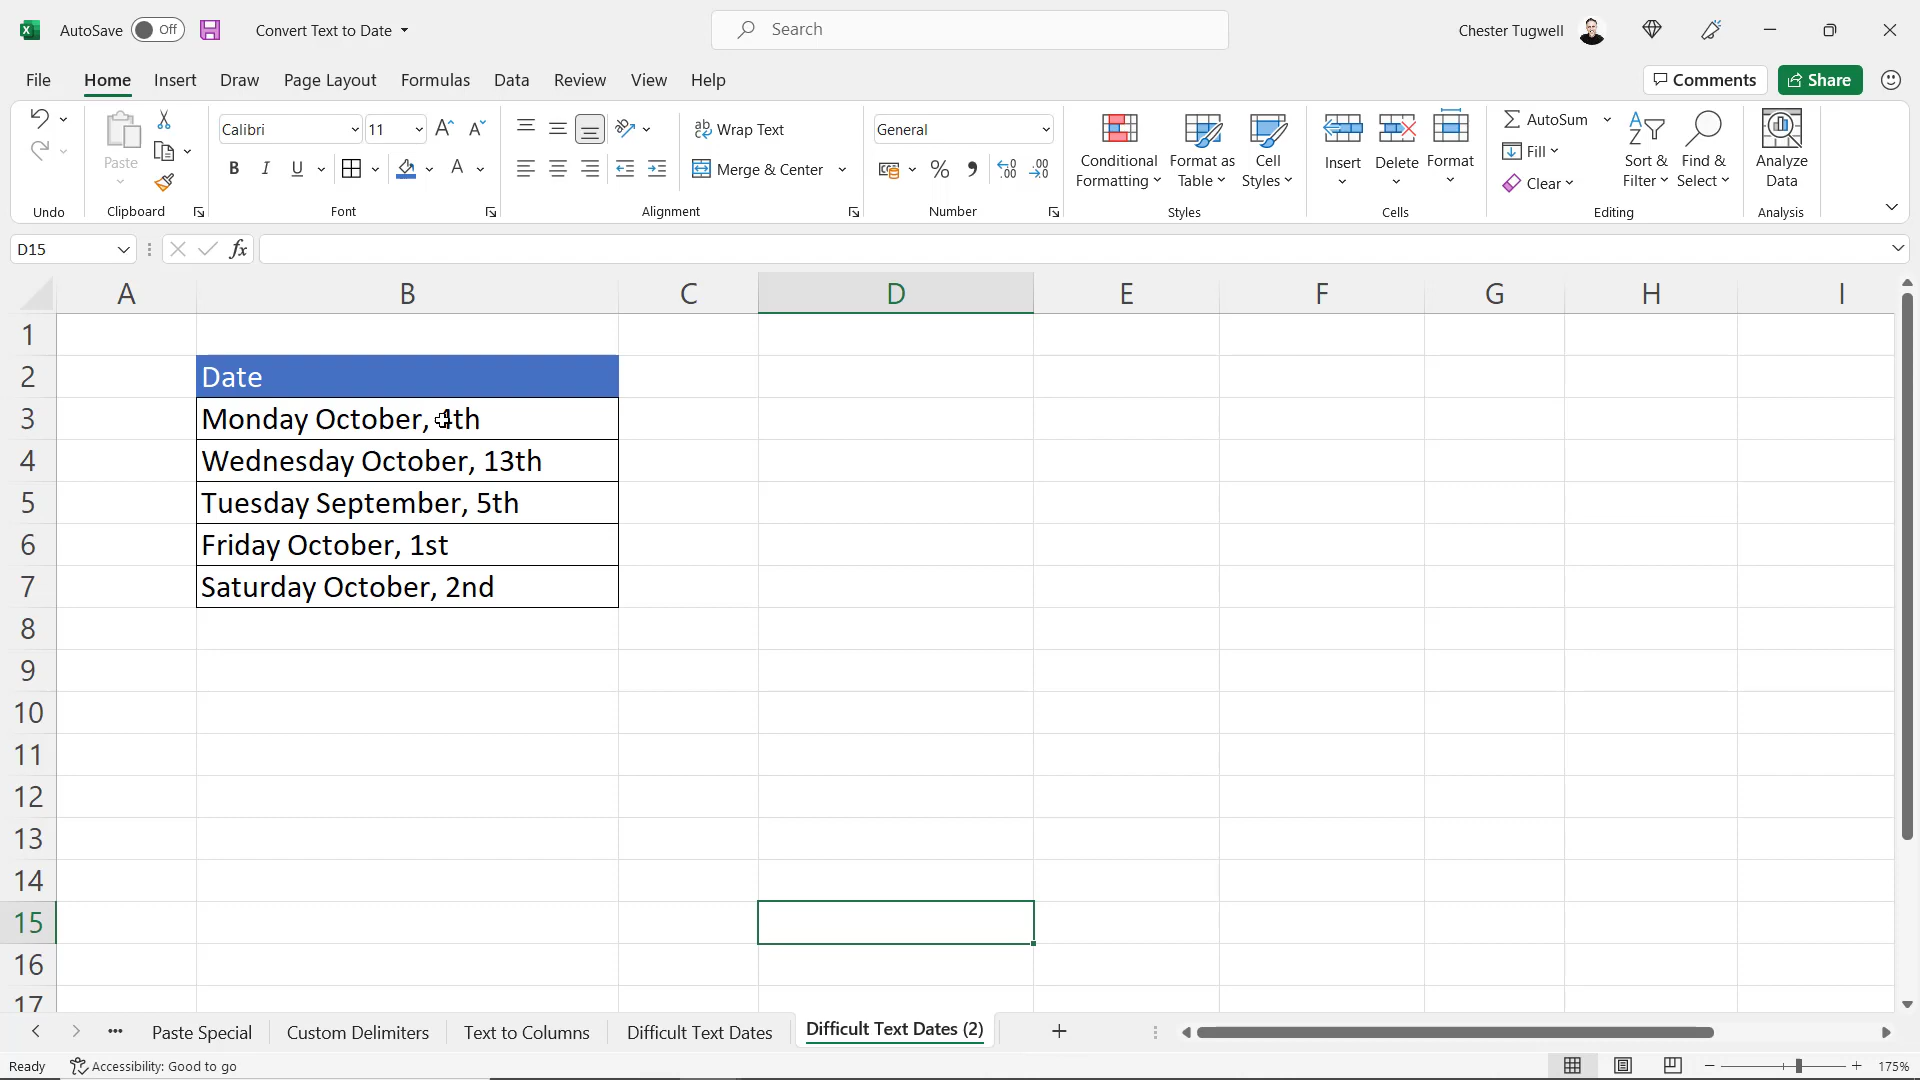 AutoSave Off Convert Text to Date Search Chester Tugwell
File Home Insert Draw Page Layout Formulas Data Review View Help Comments Share
Calibri 11 Wrap Text General AutoSum
Paste Conditional Formatting Format as Table Cell Styles Insert Delete Format Fill Sort & Filter Find & Select Analyze Data
B I U Merge & Center % Clear
Undo Clipboard Font Alignment Number Styles Cells Editing Analysis
D15 fx
A B C D E F G H I
1
2 Date
3 Monday October, 4th
4 Wednesday October, 13th
5 Tuesday September, 5th
6 Friday October, 1st
7 Saturday October, 2nd
8
9
10
11
12
13
14
15
16
17
Paste Special Custom Delimiters Text to Columns Difficult Text Dates Difficult Text Dates (2)
Ready Accessibility: Good to go 175%